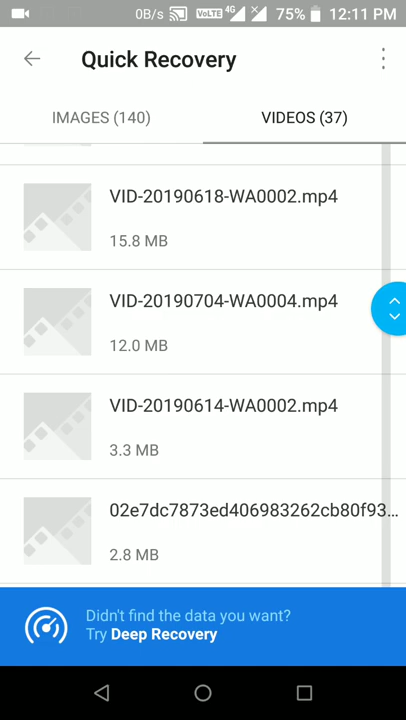 0B/s VoLTE 4G 75% 12:11 PM
Quick Recovery
IMAGES (140) VIDEOS (37)
VID-20190618-WA0002.mp4
15.8 MB
VID-20190704-WA0004.mp4
12.0 MB
VID-20190614-WA0002.mp4
3.3 MB
02e7dc7873ed406983262cb80f93...
2.8 MB
Didn't find the data you want?
Try Deep Recovery